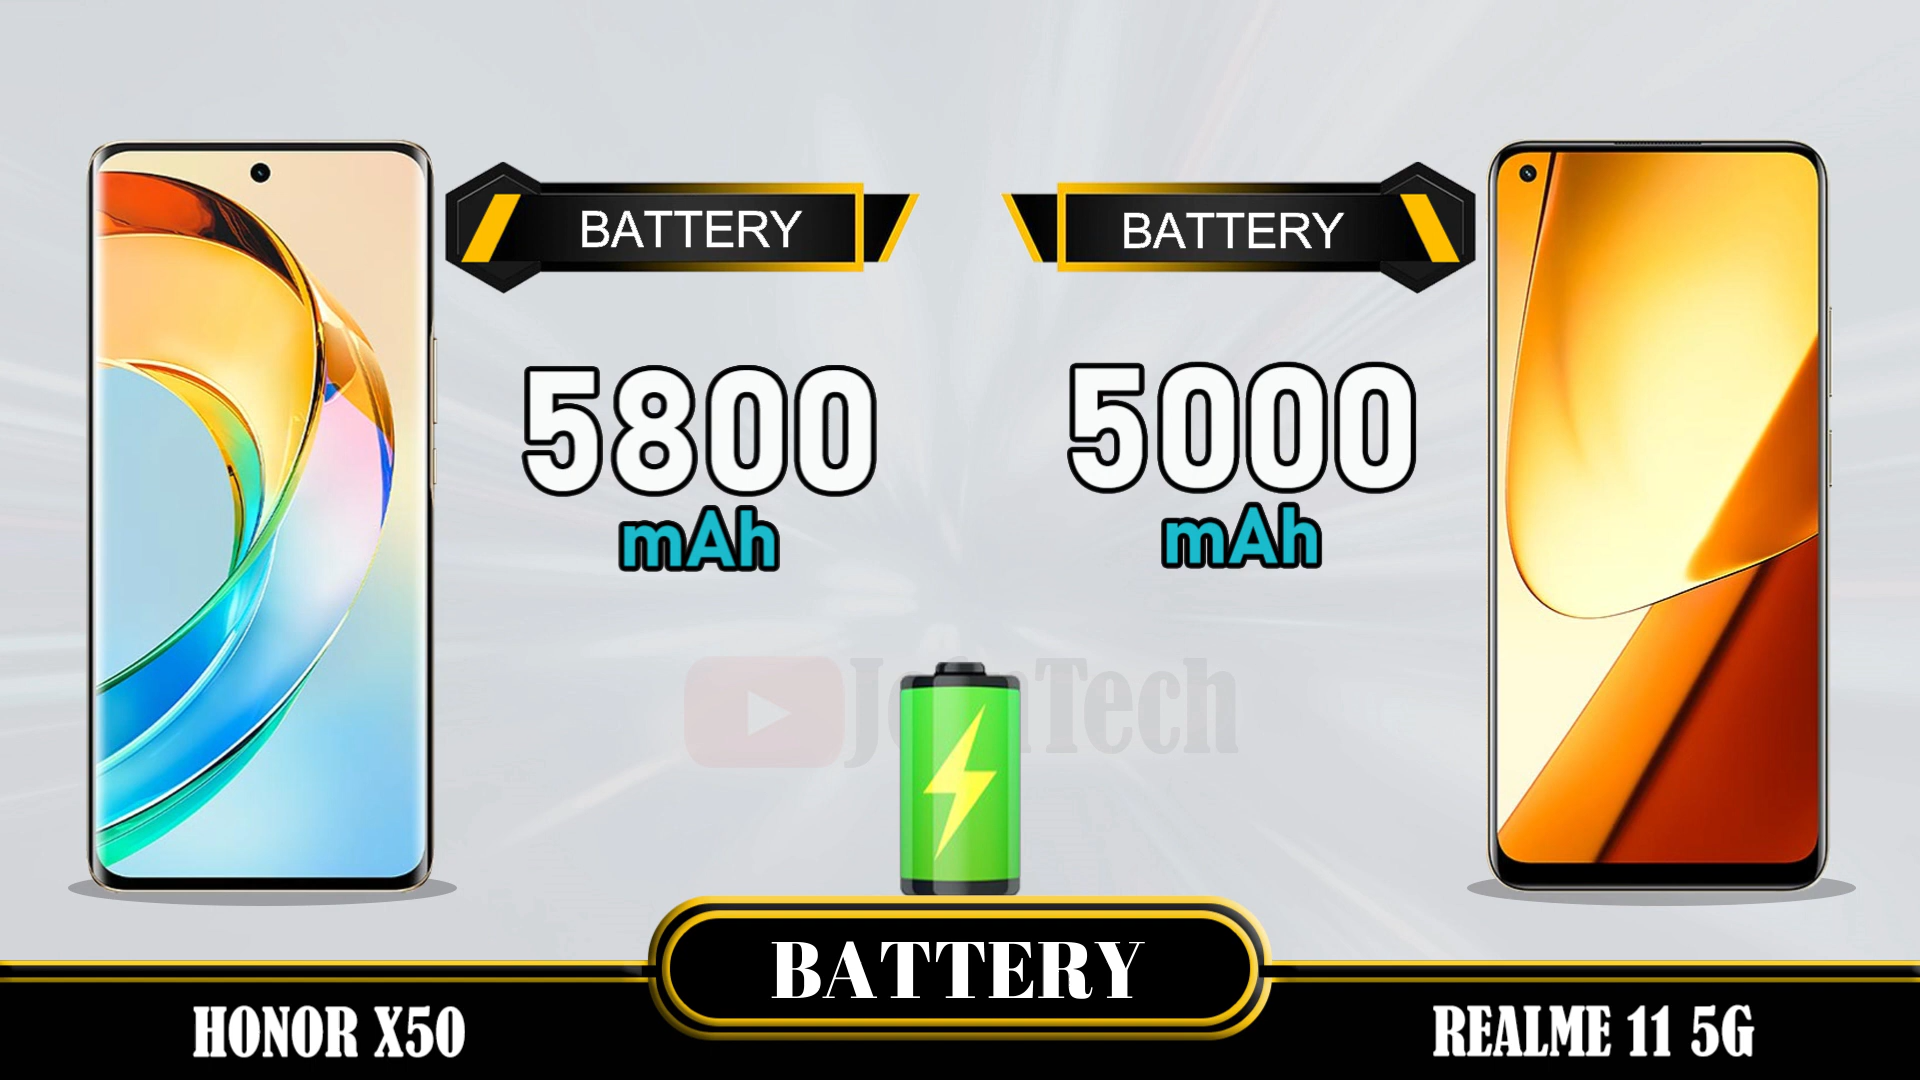 BATTERY
BATTERY
5800
mAh
5000
mAh
BATTERY
HONOR X50
REALME 11 5G